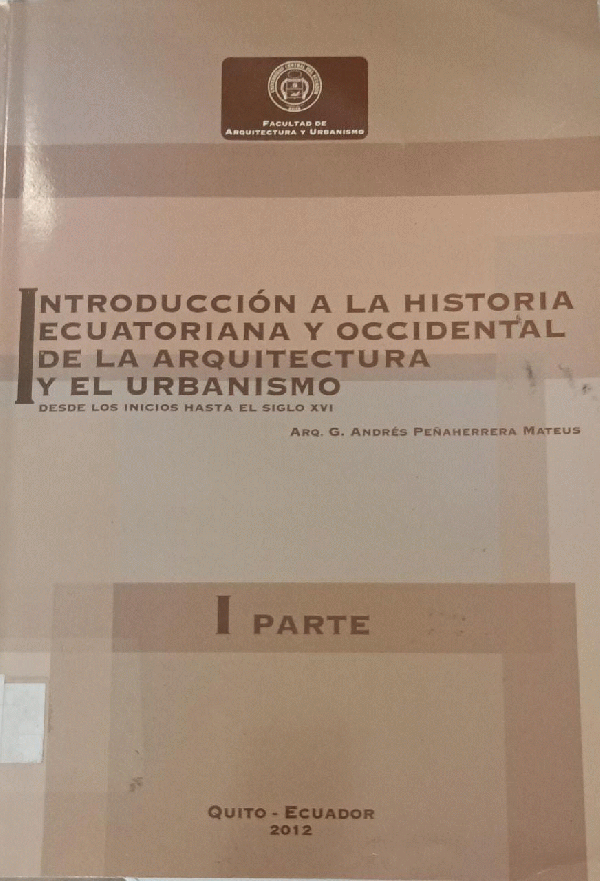 FACULTAD DE
ARQUITECTURA Y URBANISMO
INTRODUCCIÓN A LA HISTORIA
ECUATORIANA Y OCCIDENTAL
DE LA ARQUITECTURA
Y EL URBANISMO
DESDE LOS INICIOS HASTA EL SIGLO XVI
ARQ. G. ANDRÉS PEÑAHERRERA MATEUS
I PARTE
QUITO - ECUADOR
2012